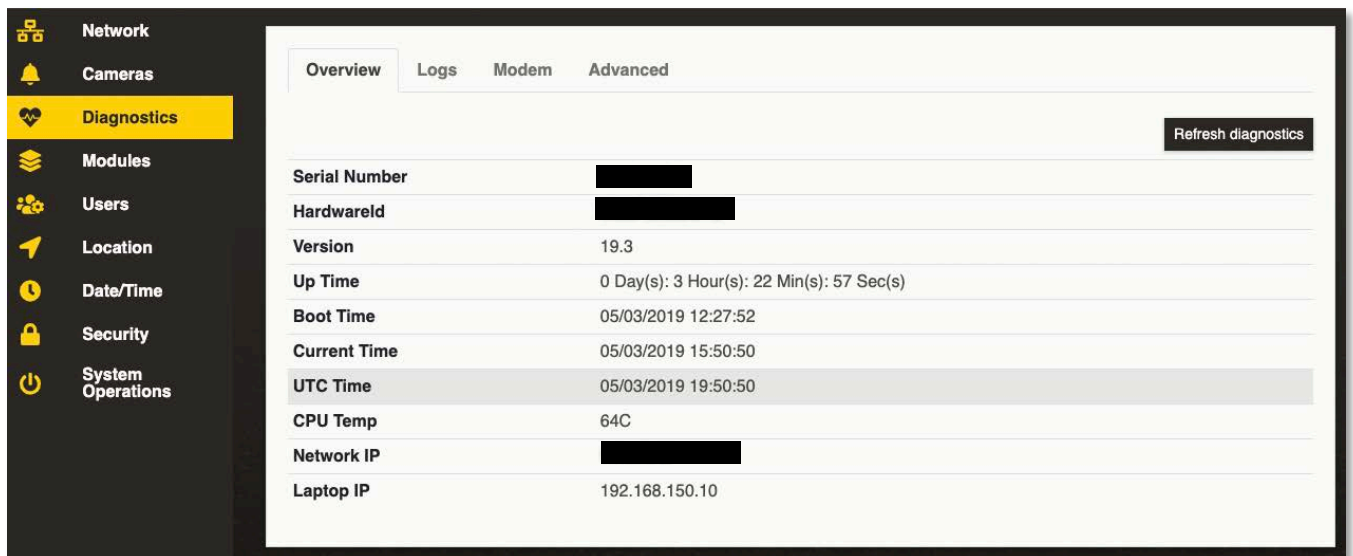 Network
Cameras
Diagnostics
Modules
Users
Location
Date/Time
Security
System
Operations
Overview Logs Modem Advanced
Refresh diagnostics
Serial Number
HardwareId
Version 19.3
Up Time 0 Day(s): 3 Hour(s): 22 Min(s): 57 Sec(s)
Boot Time 05/03/2019 12:27:52
Current Time 05/03/2019 15:50:50
UTC Time 05/03/2019 19:50:50
CPU Temp 64C
Network IP
Laptop IP 192.168.150.10